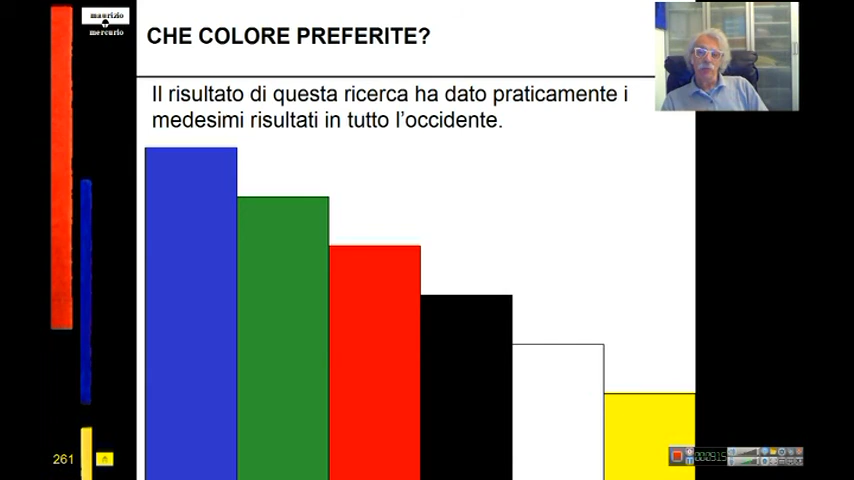 maurizio
mercurio
CHE COLORE PREFERITE?
Il risultato di questa ricerca ha dato praticamente i
medesimi risultati in tutto l'occidente.
261